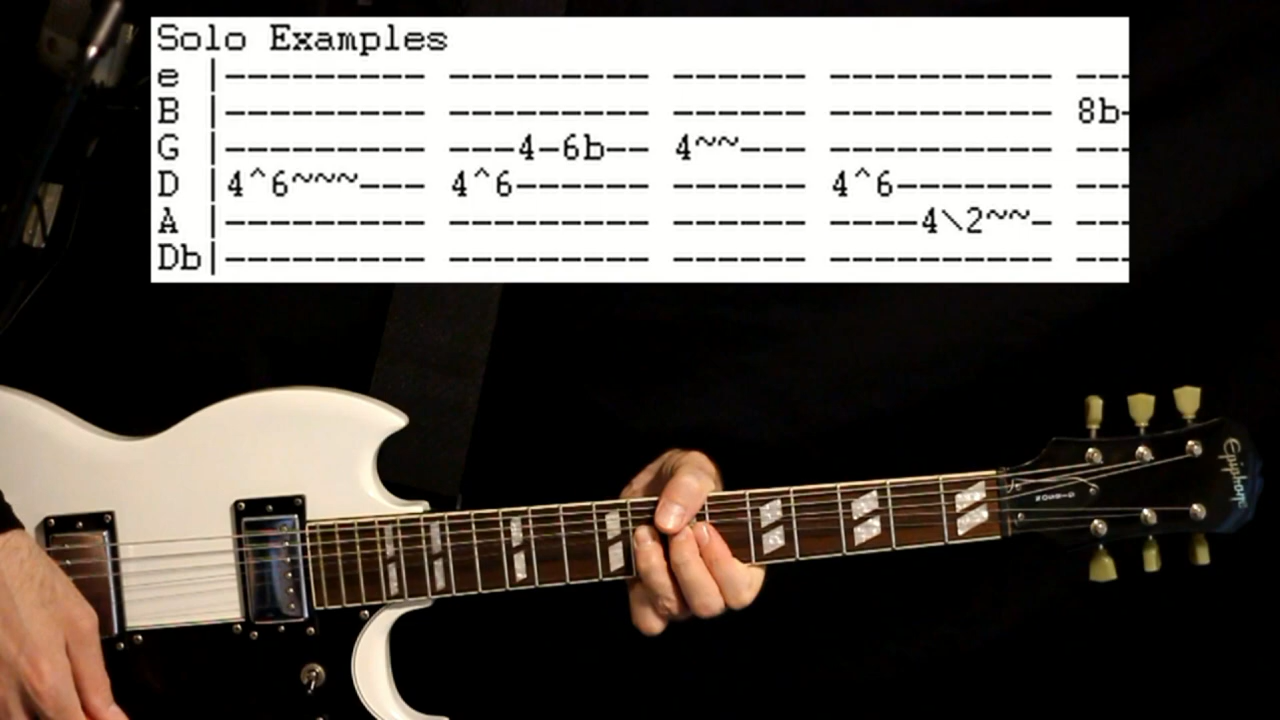 Solo Examples
e |--------- --------- ------ ---------- ---
B |--------- --------- ------ ---------- 8b-
G |--------- ---4-6b-- 4~~--- ---------- ---
D |4^6~~~--- 4^6------ ------ 4^6------- ---
A |--------- --------- ------ ----4\2~~- ---
Db|--------- --------- ------ ---------- ---
Epiphone